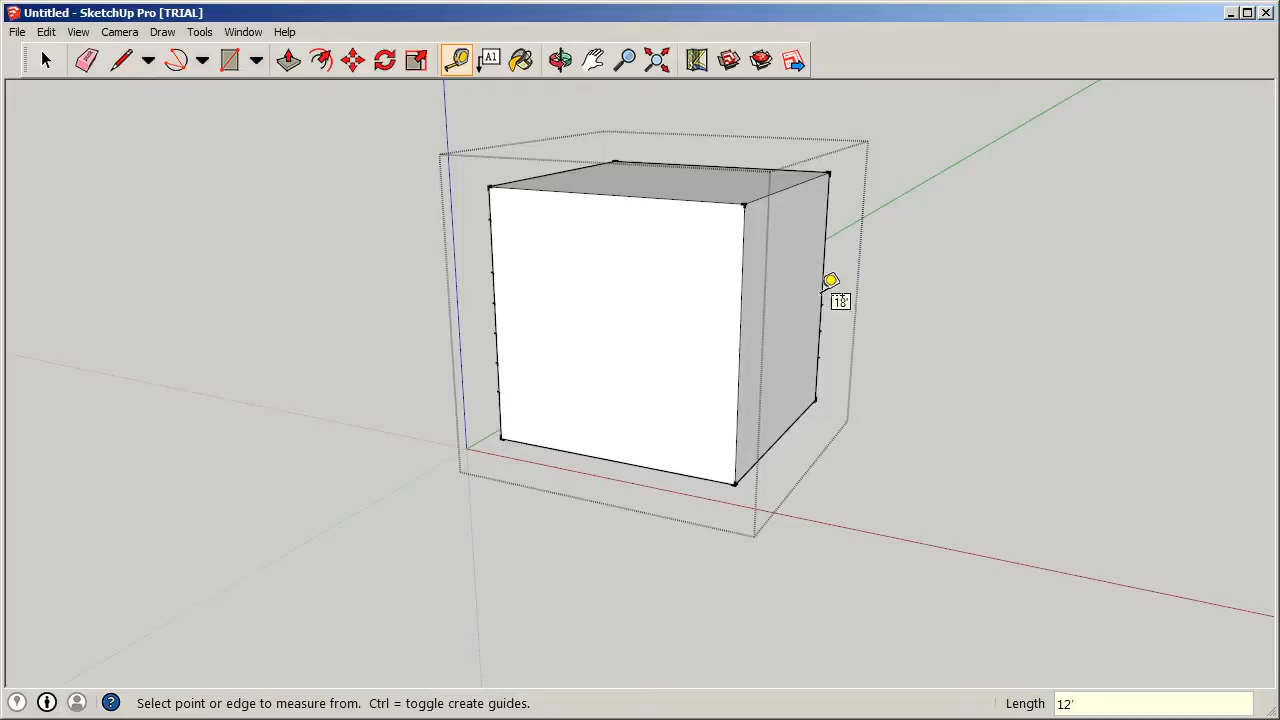 Untitled - SketchUp Pro [TRIAL]
File Edit View Camera Draw Tools Window Help
A1
18'
Select point or edge to measure from. Ctrl = toggle create guides.
Length 12'